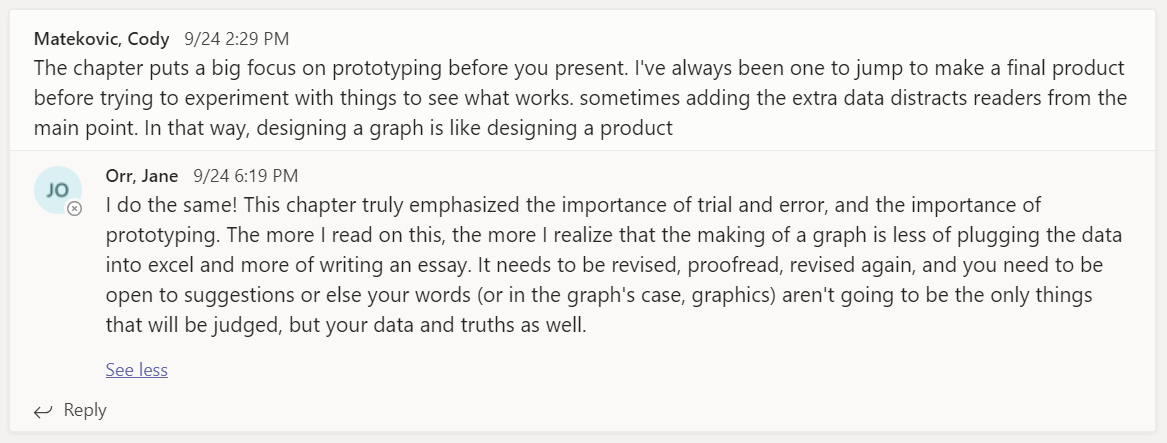 Matekovic, Cody 9/24 2:29 PM
The chapter puts a big focus on prototyping before you present. I've always been one to jump to make a final product
before trying to experiment with things to see what works. sometimes adding the extra data distracts readers from the
main point. In that way, designing a graph is like designing a product
JO
Orr, Jane 9/24 6:19 PM
I do the same! This chapter truly emphasized the importance of trial and error, and the importance of
prototyping. The more I read on this, the more I realize that the making of a graph is less of plugging the data
into excel and more of writing an essay. It needs to be revised, proofread, revised again, and you need to be
open to suggestions or else your words (or in the graph's case, graphics) aren't going to be the only things
that will be judged, but your data and truths as well.
See less
Reply